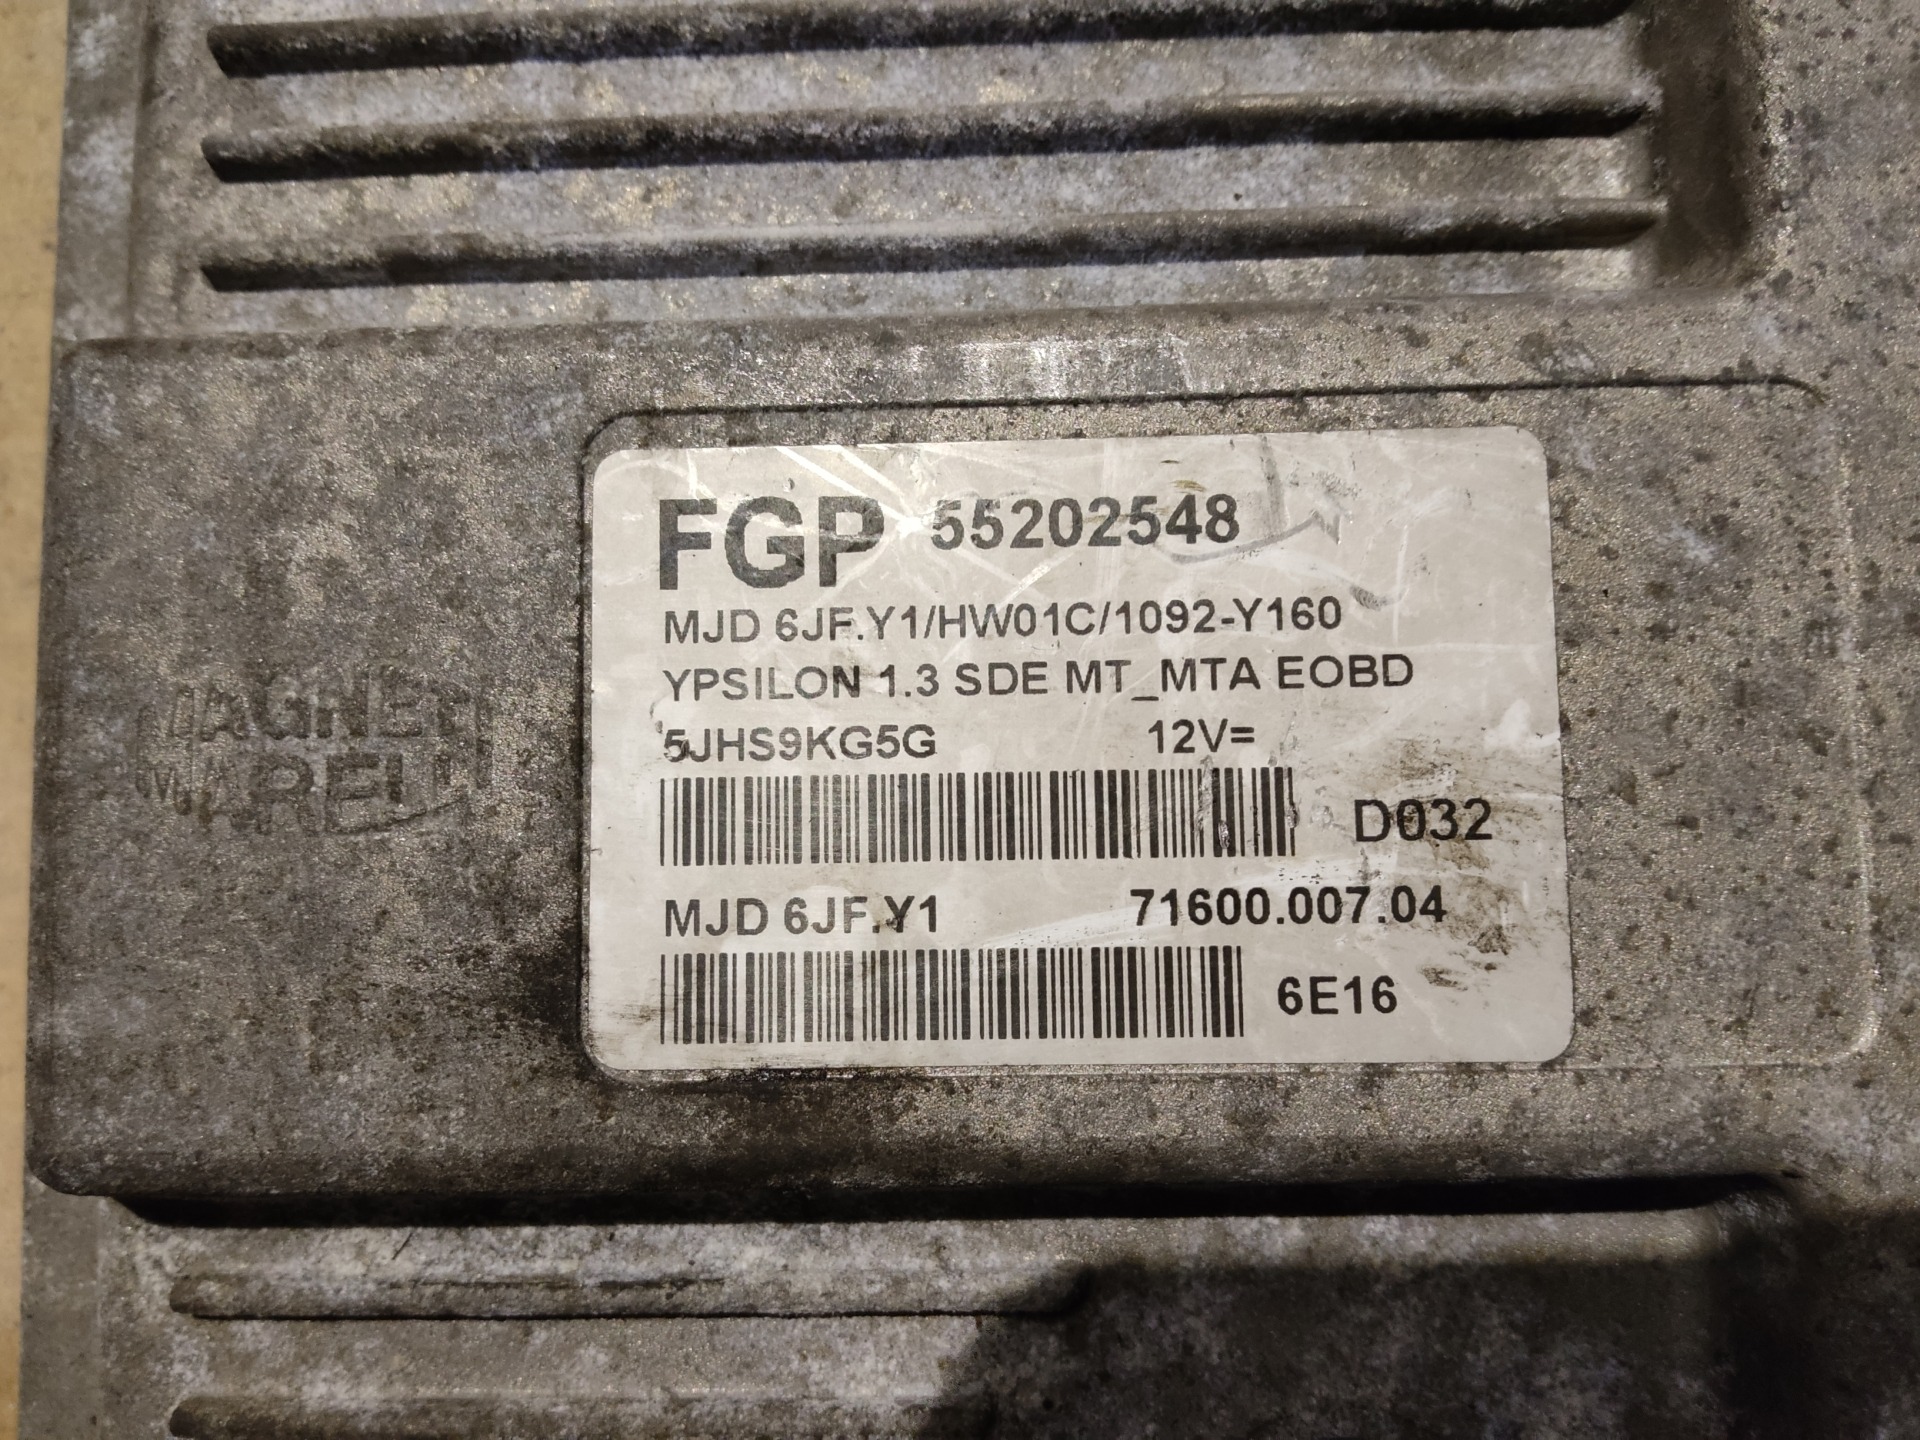 MAGNETI
MARELLI
FGP 55202548
MJD 6JF.Y1/HW01C/1092-Y160
YPSILON 1.3 SDE MT_MTA EOBD
5JHS9KG5G 12V=
D032
MJD 6JF.Y1 71600.007.04
6E16